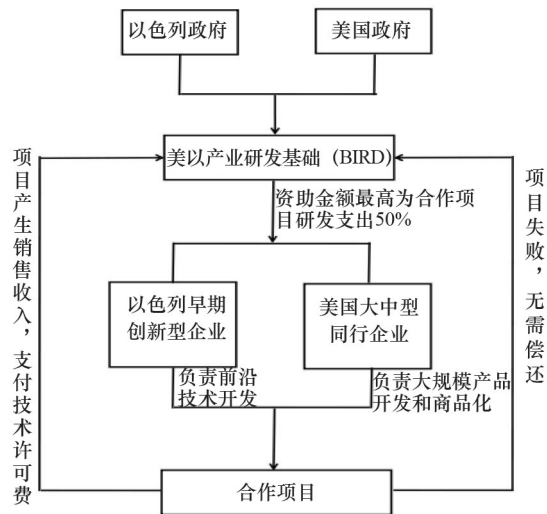 以色列政府
美国政府
美以产业研发基础（BIRD）
资助金额最高为合作项
目研发支出50%
以色列早期
创新型企业
美国大中型
同行企业
负责前沿
技术开发
负责大规模产品
开发和商品化
合作项目
项目产生销售收入，支付技术许可费
项目失败，无需偿还